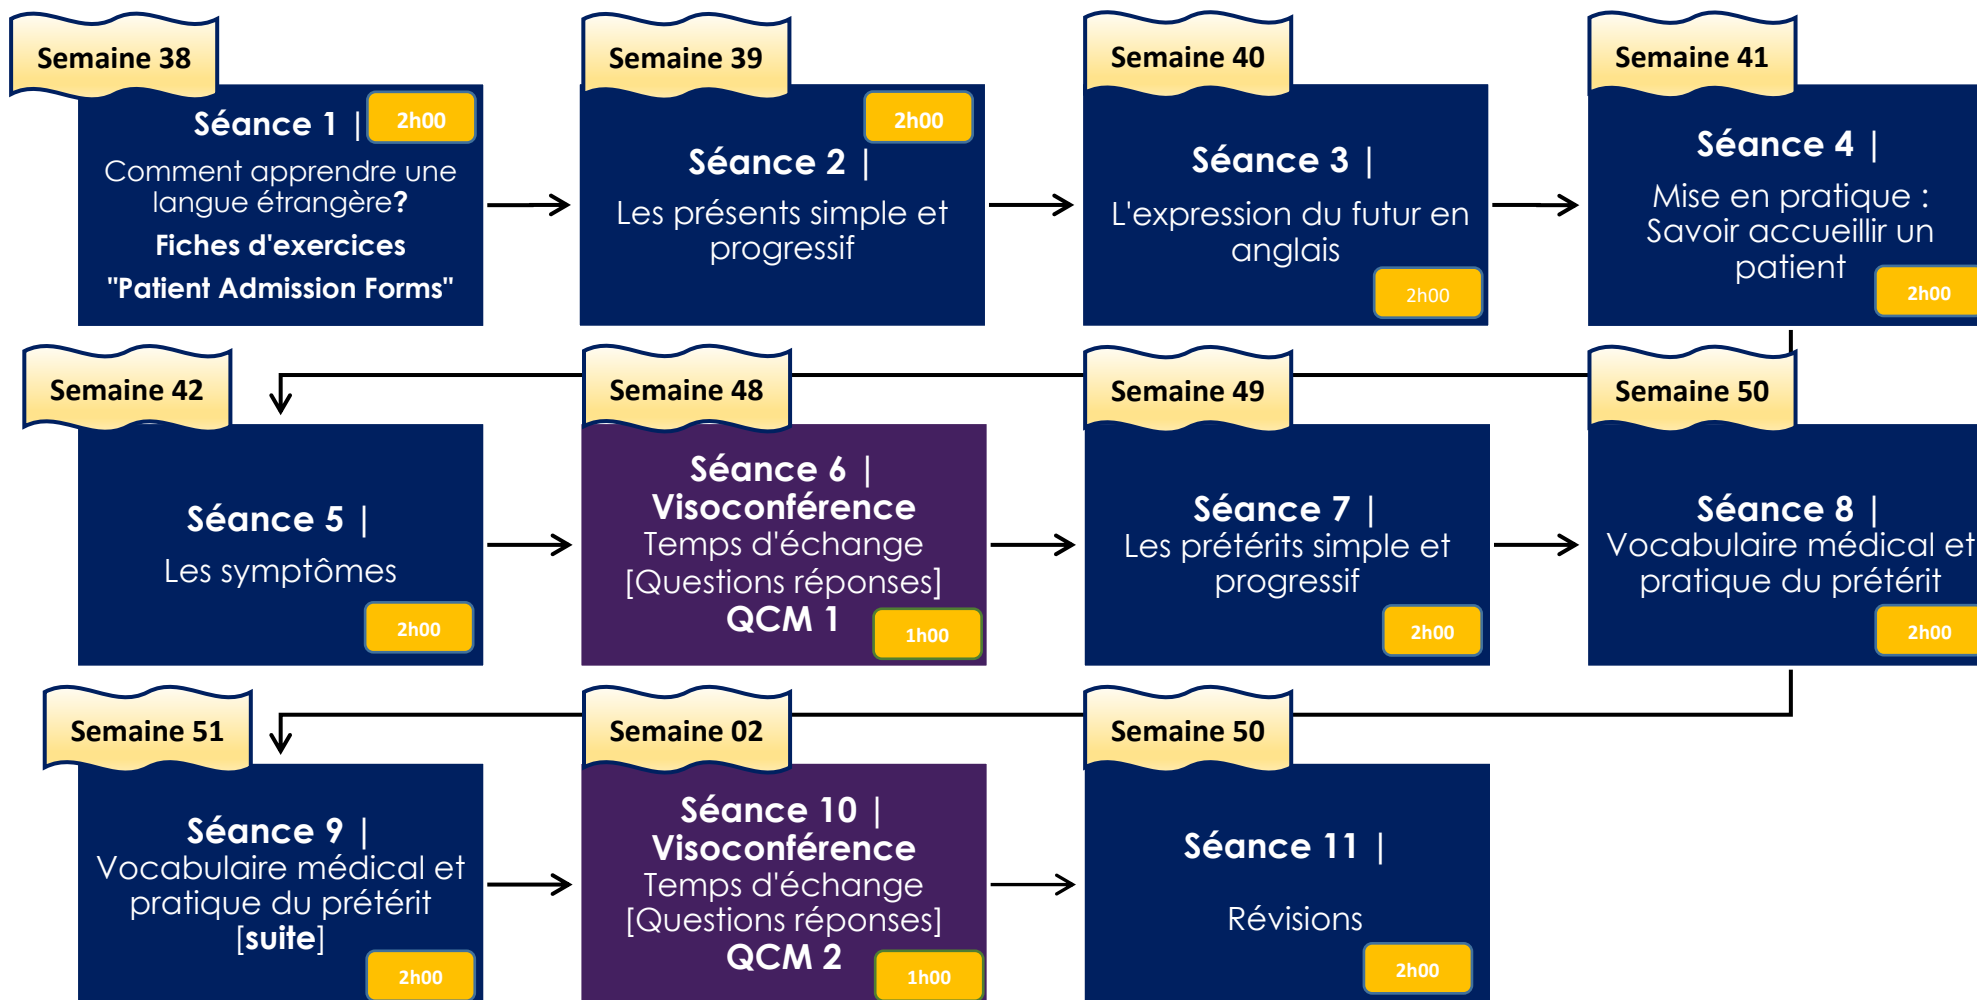 Semaine 38
Séance 1 | 2h00
Comment apprendre une
langue étrangère?
Fiches d'exercices
"Patient Admission Forms"
Semaine 39
2h00
Séance 2 |
Les présents simple et
progressif
Semaine 40
Séance 3 |
L'expression du futur en
anglais
2h00
Semaine 41
Séance 4 |
Mise en pratique :
Savoir accueillir un
patient
2h00
Semaine 42
Séance 5 |
Les symptômes
2h00
Semaine 48
Séance 6 |
Visoconférence
Temps d'échange
[Questions réponses]
QCM 1
1h00
Semaine 49
Séance 7 |
Les prétérits simple et
progressif
2h00
Semaine 50
Séance 8 |
Vocabulaire médical et
pratique du prétérit
2h00
Semaine 51
Séance 9 |
Vocabulaire médical et
pratique du prétérit
[suite]
2h00
Semaine 02
Séance 10 |
Visoconférence
Temps d'échange
[Questions réponses]
QCM 2
1h00
Semaine 50
Séance 11 |
Révisions
2h00